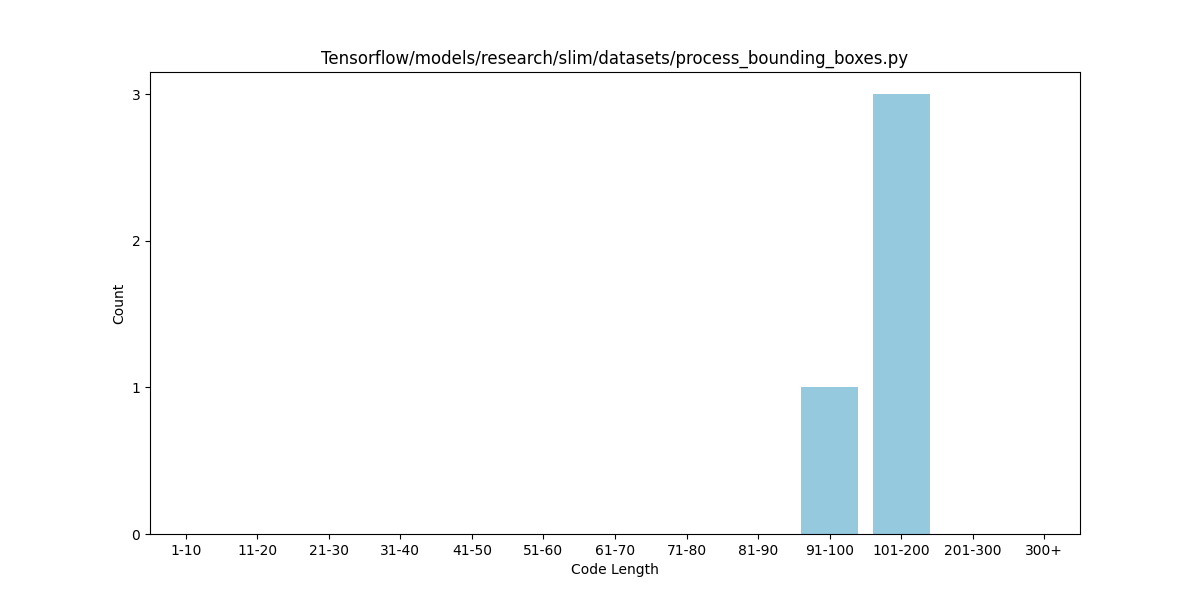 Tensorflow/models/research/slim/datasets/process_bounding_boxes.py
3
2
1
0
Count
1-10 11-20 21-30 31-40 41-50 51-60 61-70 71-80 81-90 91-100 101-200 201-300 300+
Code Length